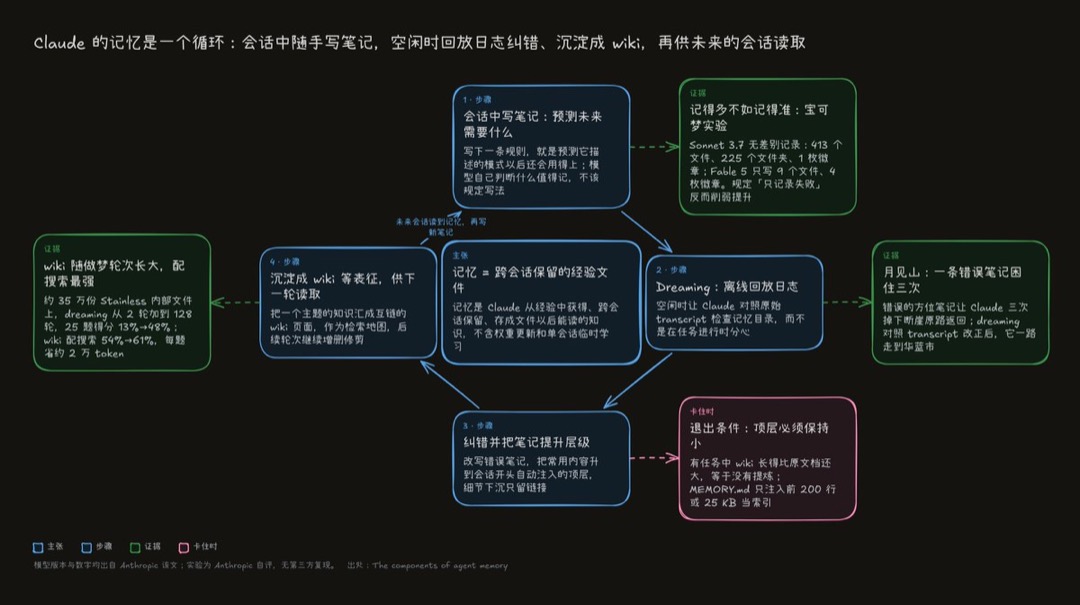 Claude 的记忆是一个循环：会话中随手写笔记，空闲时回放日志纠错、沉淀成 wiki，再供未来的会话读取
1 · 步骤
会话中写笔记：预测未来
需要什么
写下一条规则，就是预测它描
述的模式以后还会用得上；模
型自己判断什么值得记，不该
规定写法
证据
记得多不如记得准：宝可
梦实验
Sonnet 3.7 无差别记录：413 个
文件、225 个文件夹、1 枚徽
章；Fable 5 只写 9 个文件、4
枚徽章。规定「只记录失败」
反而削弱提升
未来会话读到记忆，再写
新笔记
证据
wiki 随做梦轮次长大，配
搜索最强
约 35 万份 Stainless 内部文件
上，dreaming 从 2 轮加到 128
轮，25 题得分 13%→48%；
wiki 配搜索 54%→61%，每题
省约 2 万 token
4 · 步骤
沉淀成 wiki 等表征，供下
一轮读取
把一个主题的知识汇成互链的
wiki 页面，作为检索地图，后
续轮次继续增删修剪
主张
记忆 = 跨会话保留的经验文
件
记忆是 Claude 从经验中获得、跨会
话保留、存成文件以后能读的知
识，不含权重更新和单会话临时学
习
2 · 步骤
Dreaming：离线回放日志
空闲时让 Claude 对照原始
transcript 检查记忆目录，而不
是在任务进行时分心
证据
月见山：一条错误笔记困
住三次
错误的方位笔记让 Claude 三次
掉下断崖原路返回；dreaming
对照 transcript 改正后，它一路
走到华蓝市
3 · 步骤
纠错并把笔记提升层级
改写错误笔记，把常用内容升
到会话开头自动注入的顶层，
细节下沉只留链接
卡住时
退出条件：顶层必须保持
小
有任务中 wiki 长得比原文档还
大，等于没有提炼；
MEMORY.md 只注入前 200 行
或 25 KB 当索引
主张
步骤
证据
卡住时
模型版本与数字均出自 Anthropic 该文；实验为 Anthropic 自评，无第三方复现。 出处：The components of agent memory